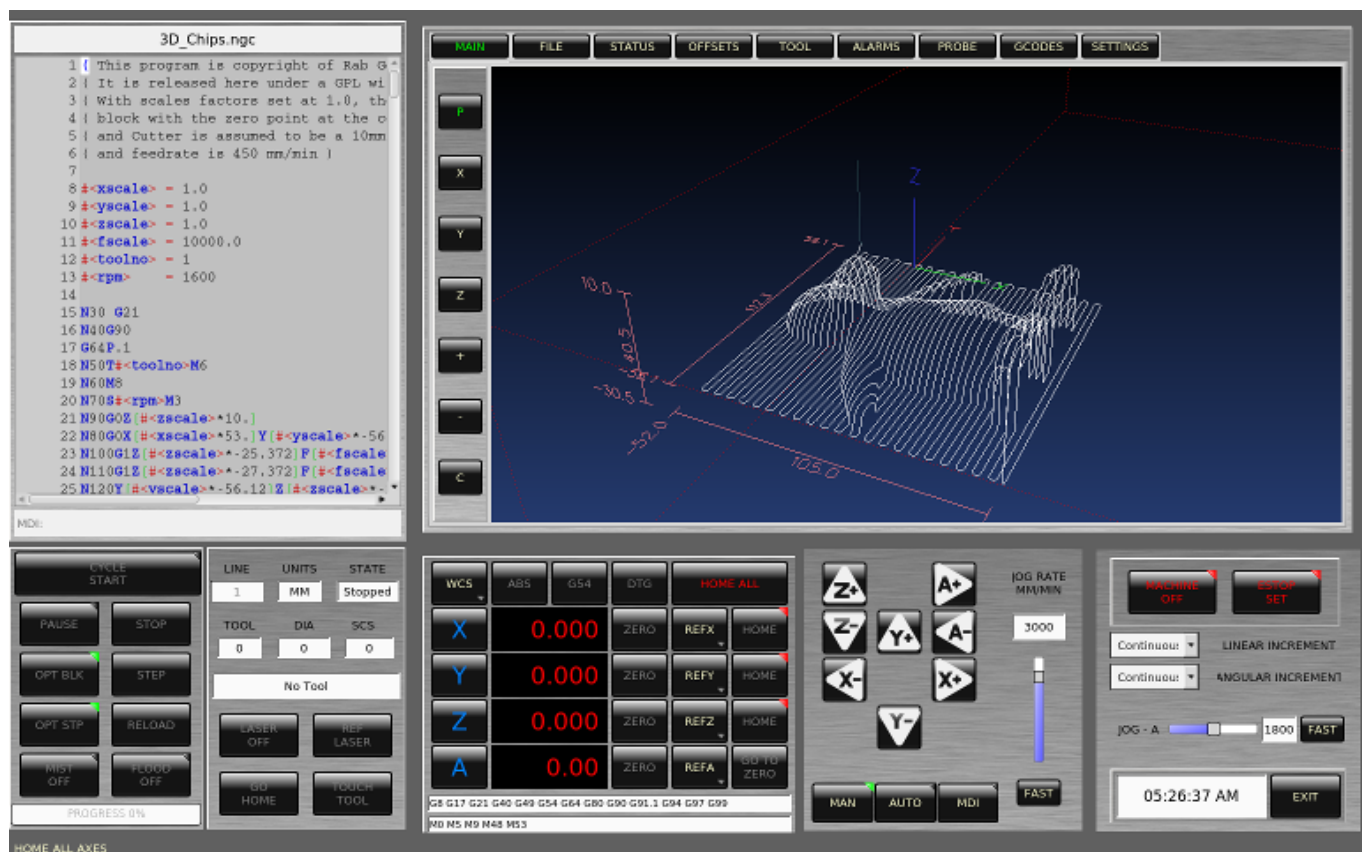 3D_Chips.ngc
1 ( This program is copyright of Rab G
2 ( It is released here under a GPL wi
3 ( With scales factors set at 1.0, th
4 ( block with the zero point at the o
5 ( and Cutter is assumed to be a 10mm
6 ( and feedrate is 450 mm/min )
7
8 #<xscale> = 1.0
9 #<yscale> = 1.0
10 #<zscale> = 1.0
11 #<fscale> = 10000.0
12 #<toolno> = 1
13 #<rpm> = 1600
14
15 N30 G21
16 N40G90
17 G64P.1
18 N50T#<toolno>M6
19 N60M8
20 N70S#<rpm>M3
21 N90G0Z[#<zscale>*10.]
22 N80G0X[#<xscale>*53.]Y[#<yscale>*-56
23 N100G1Z[#<zscale>*-25.372]F[#<fscale
24 N110G1Z[#<zscale>*-27.372]F[#<fscale
25 N120Y[#<yscale>*-56.12]Z[#<zscale>*-
MDI:
MAIN FILE STATUS OFFSETS TOOL ALARMS PROBE GCODES SETTINGS
P
X
Y
Z
+
-
C
Z
Y
10.0
40.5
-30.5
112.3
-52.0
105.0
CYCLE
START
PAUSE STOP
OPT BLK STEP
OPT STP RELOAD
MIST
OFF
FLOOD
OFF
PROGRESS 0%
LINE UNITS STATE
1 MM Stopped
TOOL DIA SCS
0 0 0
No Tool
LASER
OFF
REF
LASER
GO
HOME
TOUCH
TOOL
WCS ABS G54 DTG HOME ALL
X 0.000 ZERO REFX HOME
Y 0.000 ZERO REFY HOME
Z 0.000 ZERO REFZ HOME
A 0.00 ZERO REFA GO TO
ZERO
G8 G17 G21 G40 G49 G54 G64 G80 G90 G91.1 G94 G97 G99
M0 M5 M9 M48 M53
Z+ A+
Z- Y+ A-
X- X+
Y-
JOG RATE
MM/MIN
3000
FAST
MAN AUTO MDI
MACHINE
OFF
ESTOP
SET
Continuou: LINEAR INCREMENT
Continuou: ANGULAR INCREMENT
JOG - A 1800 FAST
05:26:37 AM EXIT
HOME ALL AXES